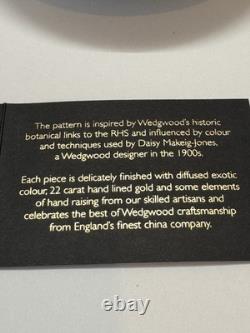 The pattern is inspired by Wedgwood's historic
botanical links to the RHS and influenced by colour
and techniques used by Daisy Makeig-Jones,
a Wedgwood designer in the 1900s.
Each piece is delicately finished with diffused exotic
colour, 22 carat hand lined gold and some elements
of hand raising from our skilled artisans and
celebrates the best of Wedgwood craftsmanship
from England's finest china company.
hamptct.com